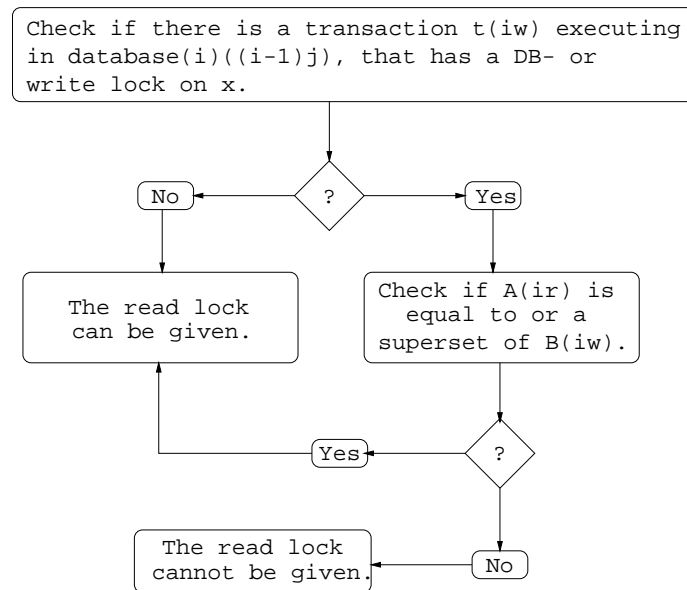 Check if there is a transaction t(iw) executing
in database(i)((i-1)j), that has a DB- or
write lock on x.
No
?
Yes
The read lock
can be given.
Check if A(ir) is
equal to or a
superset of B(iw).
Yes
?
The read lock
cannot be given.
No